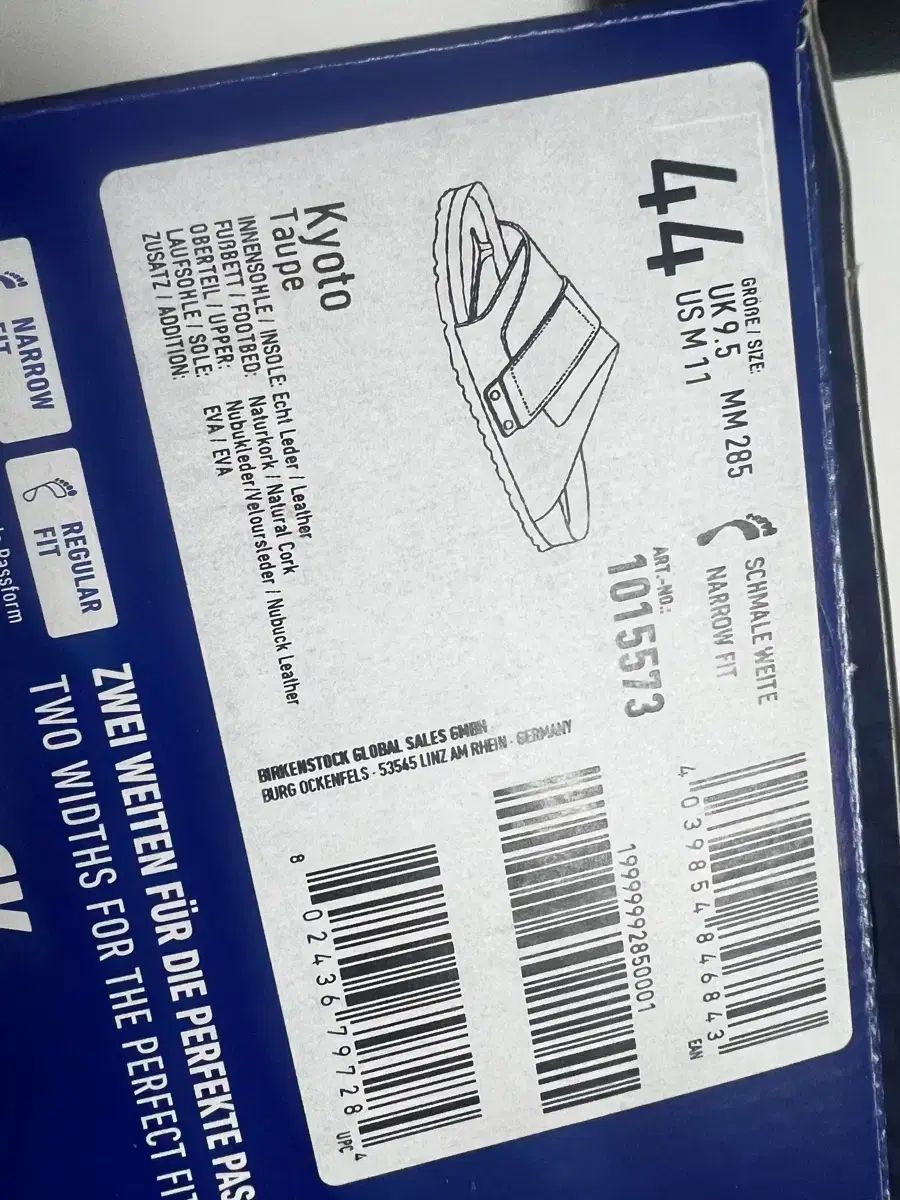 44
GRÖßE / SIZE:
UK 9.5 MM 285
US M 11
SCHMALE WEITE
NARROW FIT
ART.-NO.:
1015573
Kyoto
Taupe
INNENSOHLE / INSOLE: Echt Leder / Leather
FUßBETT / FOOTBED: Naturkork / Natural Cork
OBERTEIL / UPPER: Nubukleder/Veloursleder / Nubuck Leather
LAUFSOHLE / SOLE: EVA / EVA
ZUSATZ / ADDITION:
BIRKENSTOCK GLOBAL SALES GMBH
BURG OCKENFELS · 53545 LINZ AM RHEIN · GERMANY
4 039854 846843
EAN
19999992850001
8 02436 79728 4
UPC
NARROW
FIT
REGULAR
FIT
Passform
ZWEI WEITEN FÜR DIE PERFEKTE PAS
TWO WIDTHS FOR THE PERFECT FIT